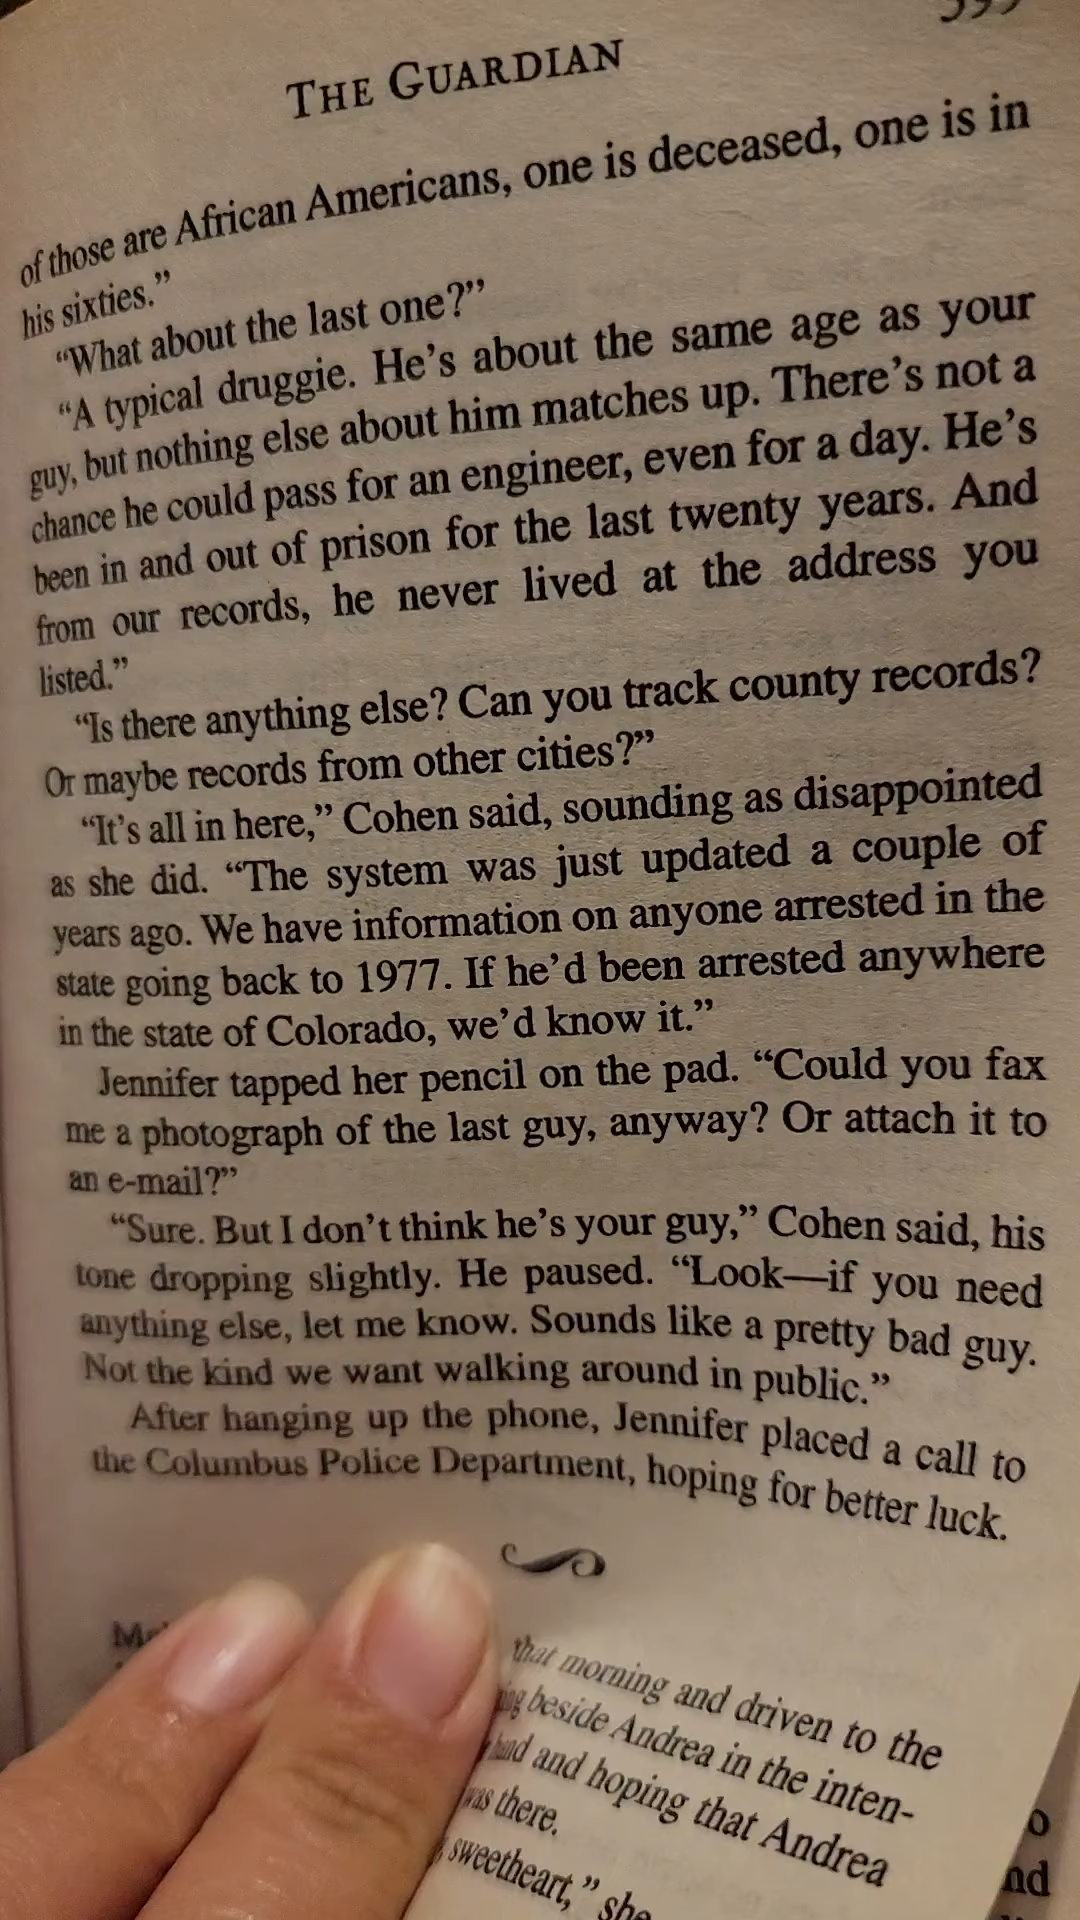 THE GUARDIAN
of those are African Americans, one is deceased, one is in
his sixties.”
“What about the last one?”
“A typical druggie. He’s about the same age as your
guy, but nothing else about him matches up. There’s not a
chance he could pass for an engineer, even for a day. He’s
been in and out of prison for the last twenty years. And
from our records, he never lived at the address you
listed.”
“Is there anything else? Can you track county records?
Or maybe records from other cities?”
“It’s all in here,” Cohen said, sounding as disappointed
as she did. “The system was just updated a couple of
years ago. We have information on anyone arrested in the
state going back to 1977. If he’d been arrested anywhere
in the state of Colorado, we’d know it.”
Jennifer tapped her pencil on the pad. “Could you fax
me a photograph of the last guy, anyway? Or attach it to
an e-mail?”
“Sure. But I don’t think he’s your guy,” Cohen said, his
tone dropping slightly. He paused. “Look—if you need
anything else, let me know. Sounds like a pretty bad guy.
Not the kind we want walking around in public.”
After hanging up the phone, Jennifer placed a call to
the Columbus Police Department, hoping for better luck.
that morning and driven to the
beside Andrea in the inten-
and hoping that Andrea
was there.
sweetheart,” she